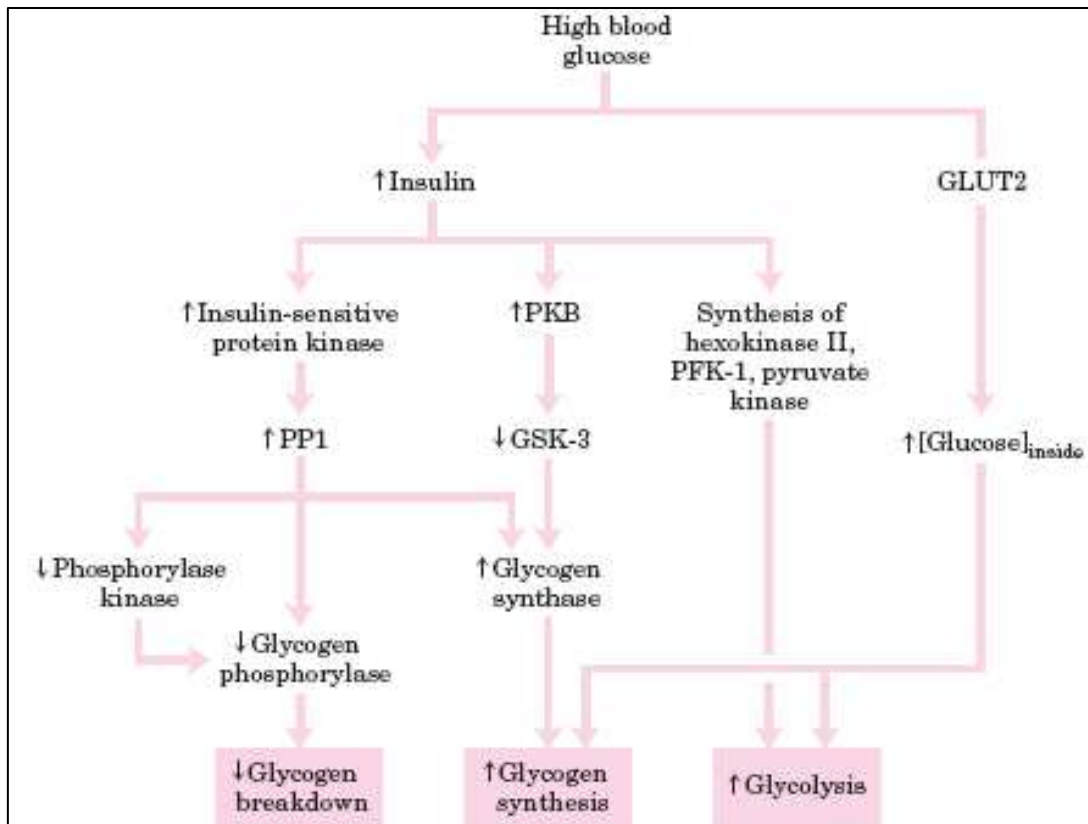 High blood
glucose
↑Insulin
GLUT2
↑Insulin-sensitive
protein kinase
↑PKB
Synthesis of
hexokinase II,
PFK-1, pyruvate
kinase
↑PP1
↓GSK-3
↑[Glucose]inside
↓Phosphorylase
kinase
↑Glycogen
synthase
↓Glycogen
phosphorylase
↓Glycogen
breakdown
↑Glycogen
synthesis
↑Glycolysis